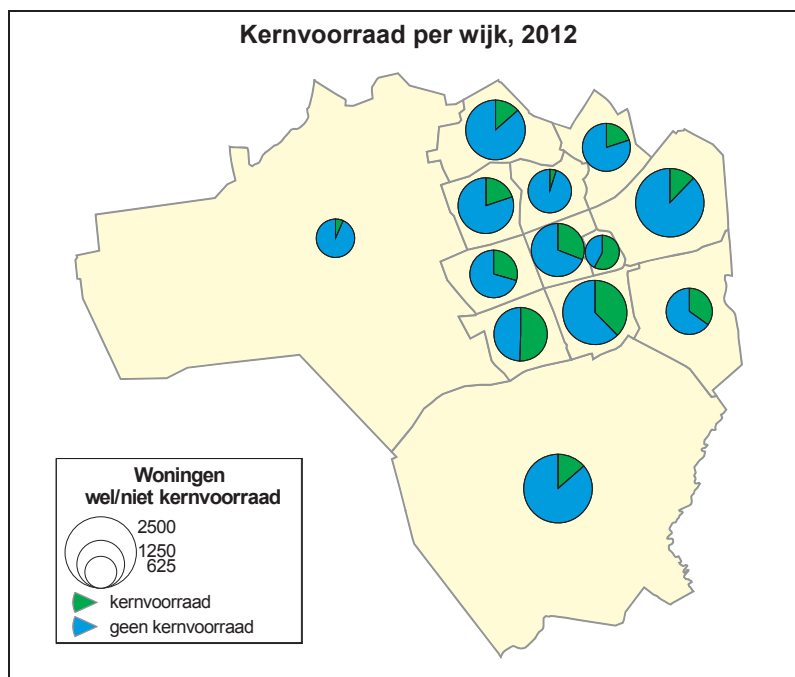 Kernvoorraad per wijk, 2012
Woningen
wel/niet kernvoorraad
2500
1250
625
kernvoorraad
geen kernvoorraad